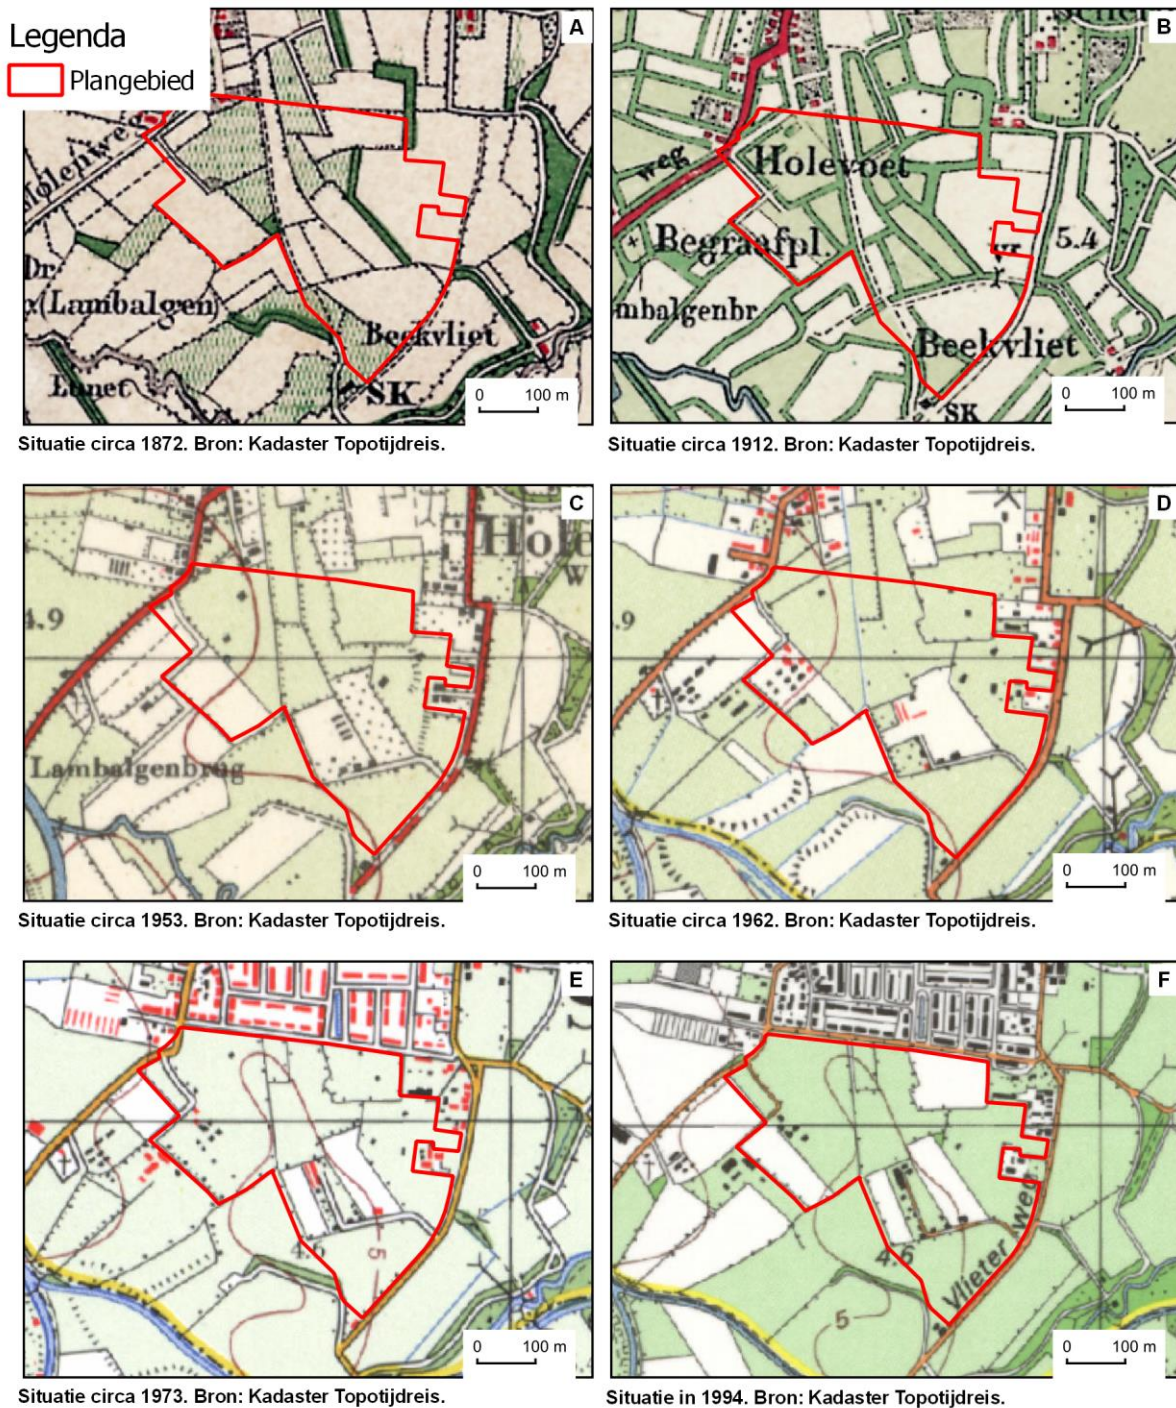 Legenda
Plangebied
A
Molenweg
Dr.
(Lambalgen)
Lunet
Beekvliet
SK
0 100 m
Situatie circa 1872. Bron: Kadaster Topotijdreis.
B
weg
Holevoet
Begraafpl.
5.4
mbalgenbr
Beekvliet
SK
0 100 m
Situatie circa 1912. Bron: Kadaster Topotijdreis.
C
Hole
W
4.9
Lambalgenbrug
0 100 m
Situatie circa 1953. Bron: Kadaster Topotijdreis.
D
.9
0 100 m
Situatie circa 1962. Bron: Kadaster Topotijdreis.
E
4.6
5
0 100 m
Situatie circa 1973. Bron: Kadaster Topotijdreis.
F
4.6
Vlieter weg
5
0 100 m
Situatie in 1994. Bron: Kadaster Topotijdreis.